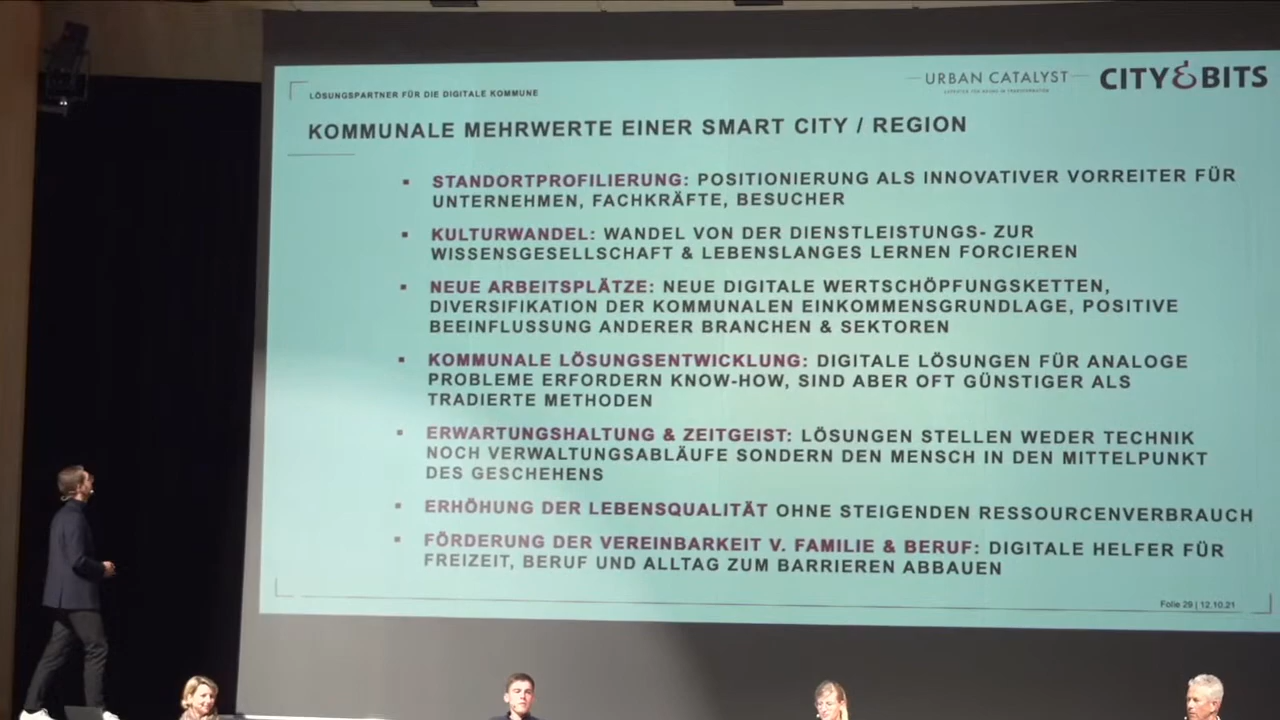 LÖSUNGSPARTNER FÜR DIE DIGITALE KOMMUNE
URBAN CATALYST
CITY&BITS
KOMMUNALE MEHRWERTE EINER SMART CITY / REGION
▪ STANDORTPROFILIERUNG: POSITIONIERUNG ALS INNOVATIVER VORREITER FÜR
UNTERNEHMEN, FACHKRÄFTE, BESUCHER
▪ KULTURWANDEL: WANDEL VON DER DIENSTLEISTUNGS- ZUR
WISSENSGESELLSCHAFT & LEBENSLANGES LERNEN FORCIEREN
▪ NEUE ARBEITSPLÄTZE: NEUE DIGITALE WERTSCHÖPFUNGSKETTEN,
DIVERSIFIKATION DER KOMMUNALEN EINKOMMENSGRUNDLAGE, POSITIVE
BEEINFLUSSUNG ANDERER BRANCHEN & SEKTOREN
▪ KOMMUNALE LÖSUNGSENTWICKLUNG: DIGITALE LÖSUNGEN FÜR ANALOGE
PROBLEME ERFORDERN KNOW-HOW, SIND ABER OFT GÜNSTIGER ALS
TRADIERTE METHODEN
▪ ERWARTUNGSHALTUNG & ZEITGEIST: LÖSUNGEN STELLEN WEDER TECHNIK
NOCH VERWALTUNGSABLÄUFE SONDERN DEN MENSCH IN DEN MITTELPUNKT
DES GESCHEHENS
▪ ERHÖHUNG DER LEBENSQUALITÄT OHNE STEIGENDEN RESSOURCENVERBRAUCH
▪ FÖRDERUNG DER VEREINBARKEIT V. FAMILIE & BERUF: DIGITALE HELFER FÜR
FREIZEIT, BERUF UND ALLTAG ZUM BARRIEREN ABBAUEN
Folie 29 | 12.10.21